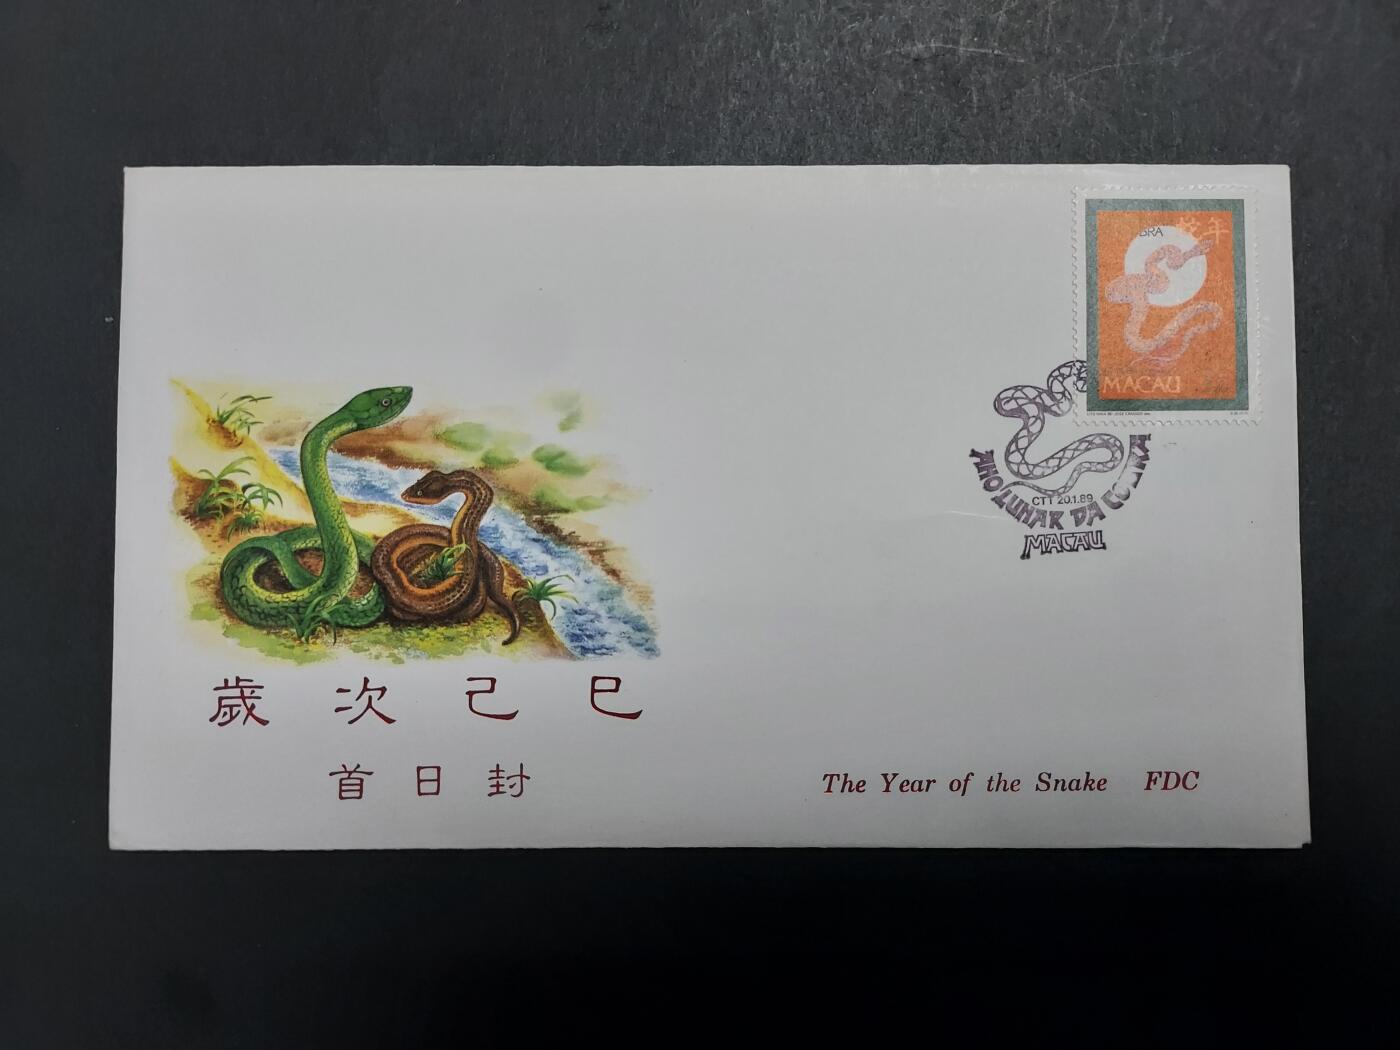 蛇年
MACAU
CTT 20.1.89
ANO LUNAR DA COBRA
MACAU
歲次己巳
首日封
The Year of the Snake FDC